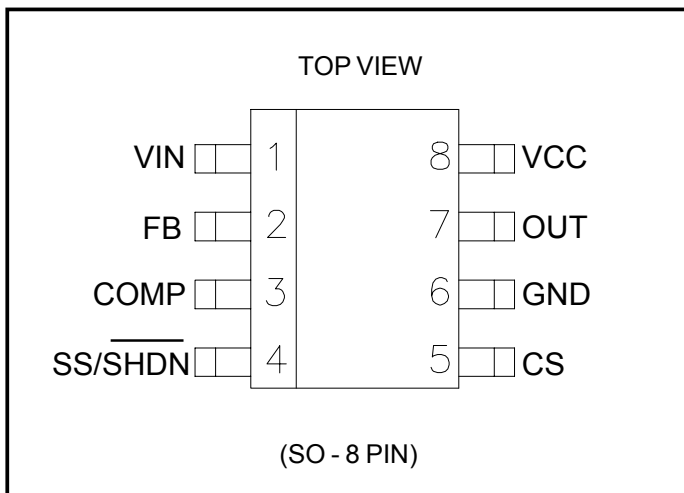 TOP VIEW
VIN 1 8 VCC
FB 2 7 OUT
COMP 3 6 GND
SS/SHDN 4 5 CS
(SO - 8 PIN)